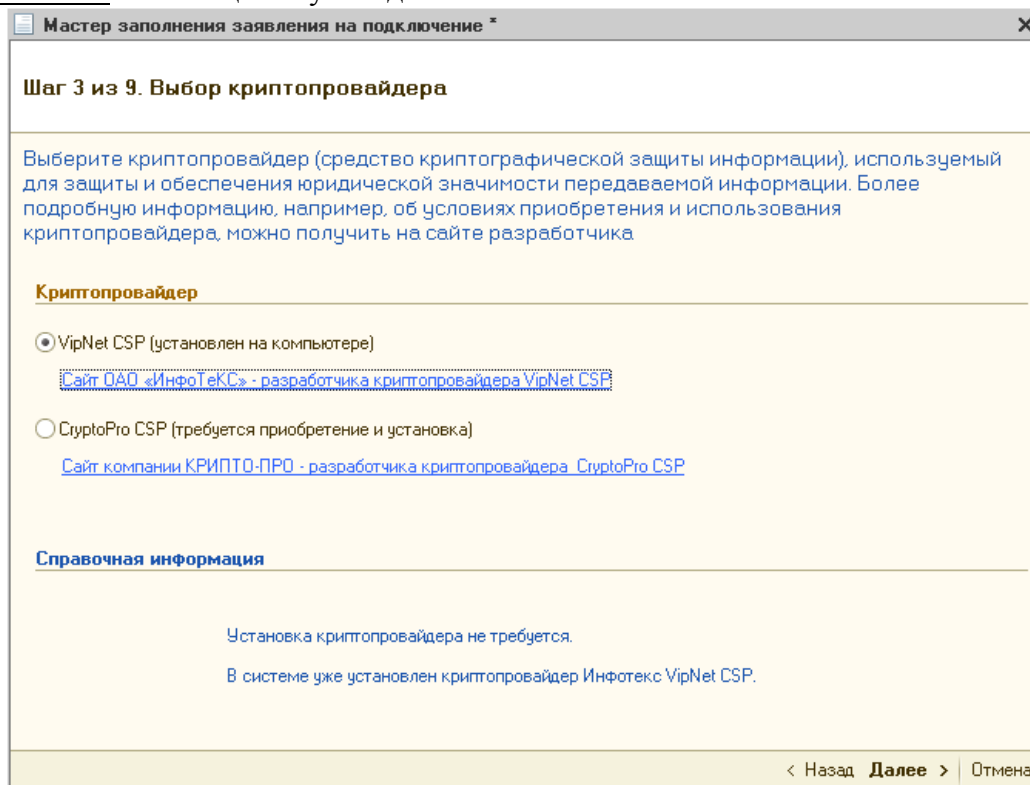 Мастер заполнения заявления на подключение *
Шаг 3 из 9. Выбор криптопровайдера
Выберите криптопровайдер (средство криптографической защиты информации), используемый
для защиты и обеспечения юридической значимости передаваемой информации. Более
подробную информацию, например, об условиях приобретения и использования
криптопровайдера, можно получить на сайте разработчика
Криптопровайдер
VipNet CSP (установлен на компьютере)
Сайт ОАО «ИнфоТеКС» - разработчика криптопровайдера VipNet CSP
CryptoPro CSP (требуется приобретение и установка)
Сайт компании КРИПТО-ПРО - разработчика криптопровайдера CryptoPro CSP
Справочная информация
Установка криптопровайдера не требуется.
В системе уже установлен криптопровайдер Инфотекс VipNet CSP.
< Назад Далее > Отмена